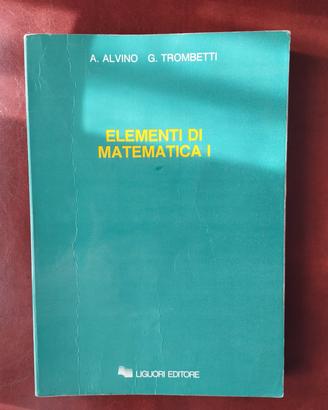 A. ALVINO G. TROMBETTI
ELEMENTI DI
MATEMATICA I
LIGUORI EDITORE